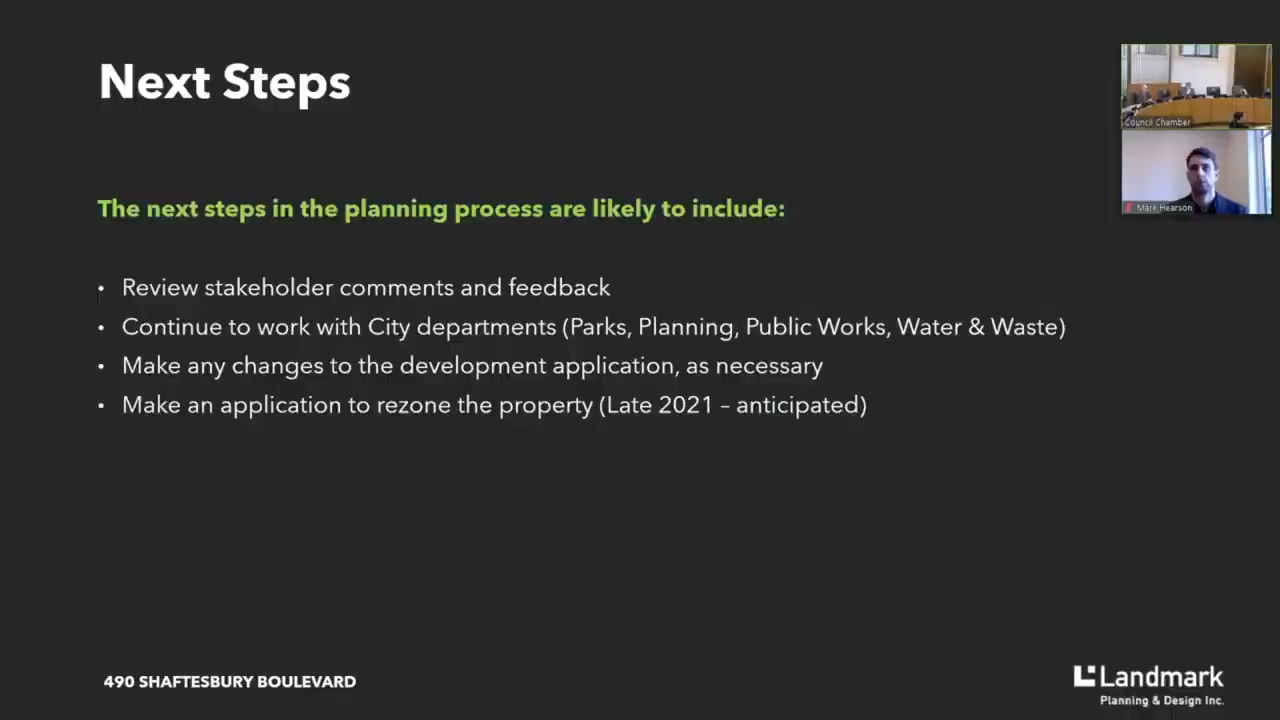 Next Steps
Council Chamber
Mark Hearson
The next steps in the planning process are likely to include:
• Review stakeholder comments and feedback
• Continue to work with City departments (Parks, Planning, Public Works, Water & Waste)
• Make any changes to the development application, as necessary
• Make an application to rezone the property (Late 2021 – anticipated)
490 SHAFTESBURY BOULEVARD
Landmark
Planning & Design Inc.